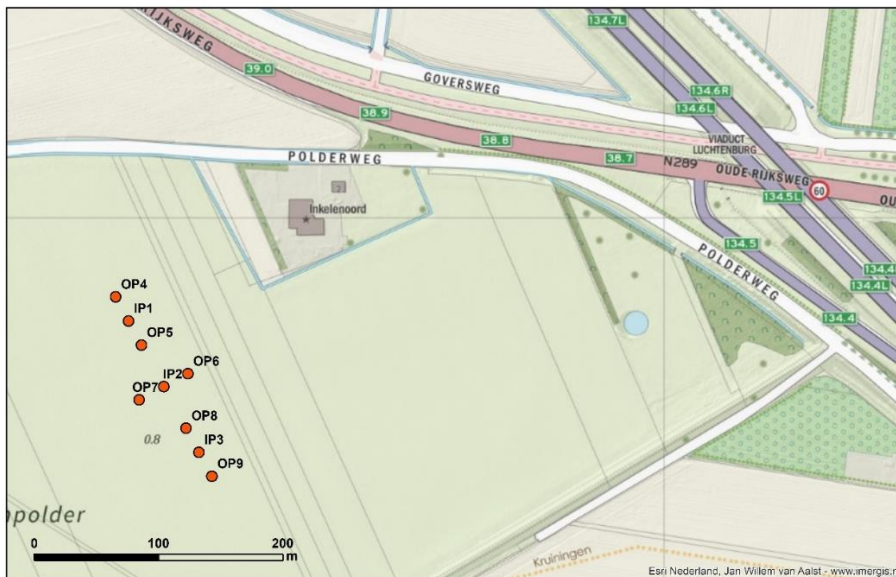 RIJKSWEG
39.0
GOVERSWEG
38.9
38.8
38.7
N289
OUDE RIJKSWEG
60
OU
134.7L
134.6R
134.6L
VIADUCT
LUCHTENBURG
134.5L
134.5
134.4
134.4L
134.4
POLDERWEG
POLDERWEG
7
Inkelenoord
OP4
IP1
OP5
OP6
IP2
OP7
OP8
IP3
OP9
0.8
npolder
0 100 200
m
Kruiningen
Esri Nederland, Jan Willem van Aalst - www.imergis.n